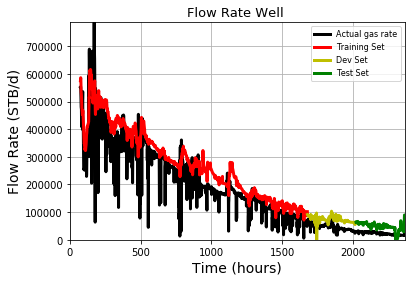 Flow Rate Well
Actual gas rate
Training Set
Dev Set
Test Set
Flow Rate (STB/d)
700000
600000
500000
400000
300000
200000
100000
0
0 500 1000 1500 2000
Time (hours)